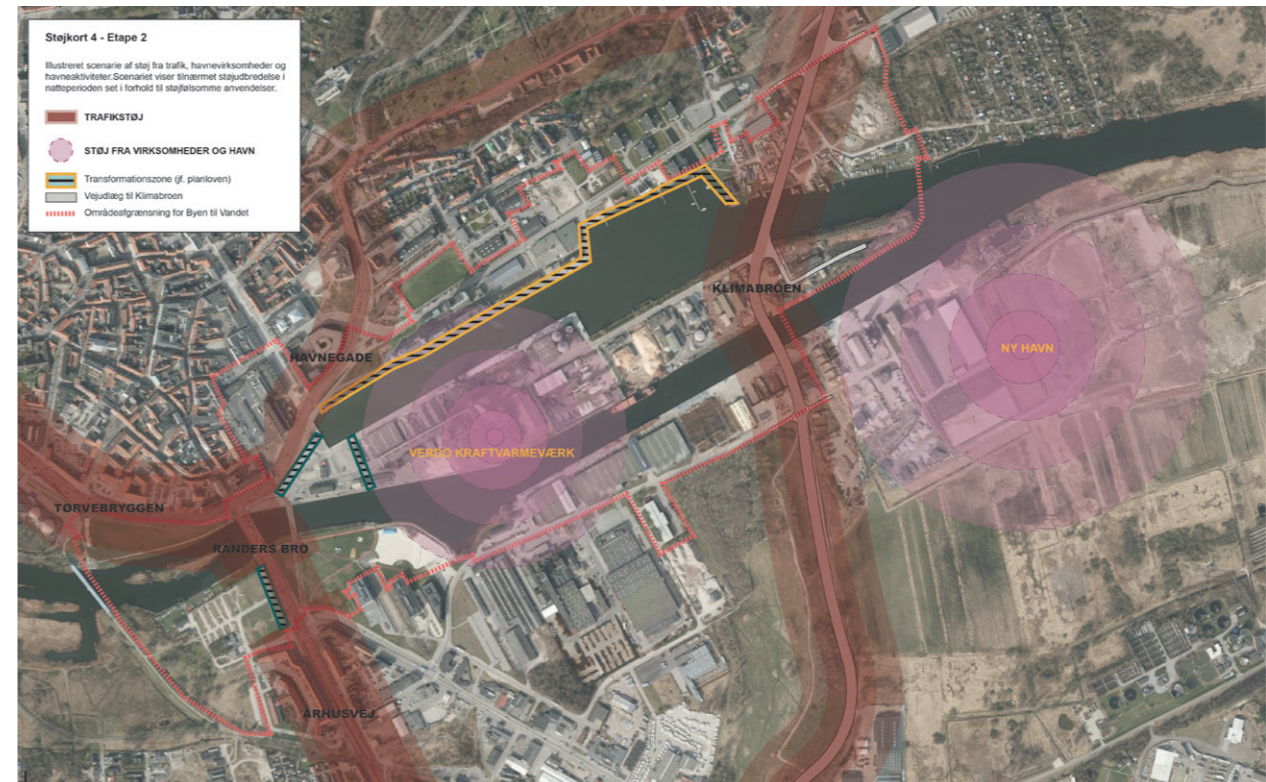 Støjkort 4 - Etape 2
Illustreret scenarie af støj fra trafik, havnevirksomheder og
havneaktiviteter.Scenariet viser tilnærmet støjudbredelse i
natteperioden set i forhold til støjfølsomme anvendelser.
TRAFIKSTØJ
STØJ FRA VIRKSOMHEDER OG HAVN
Transformationszone (jf. planloven)
Vejudlæg til Klimabroen
Områdeafgrænsning for Byen til Vandet
KLIMABROEN
NY HAVN
HAVNEGADE
VERDO KRAFTVARMEVÆRK
TØRVEBRYGGEN
RANDERS BRO
ÅRHUSVEJ